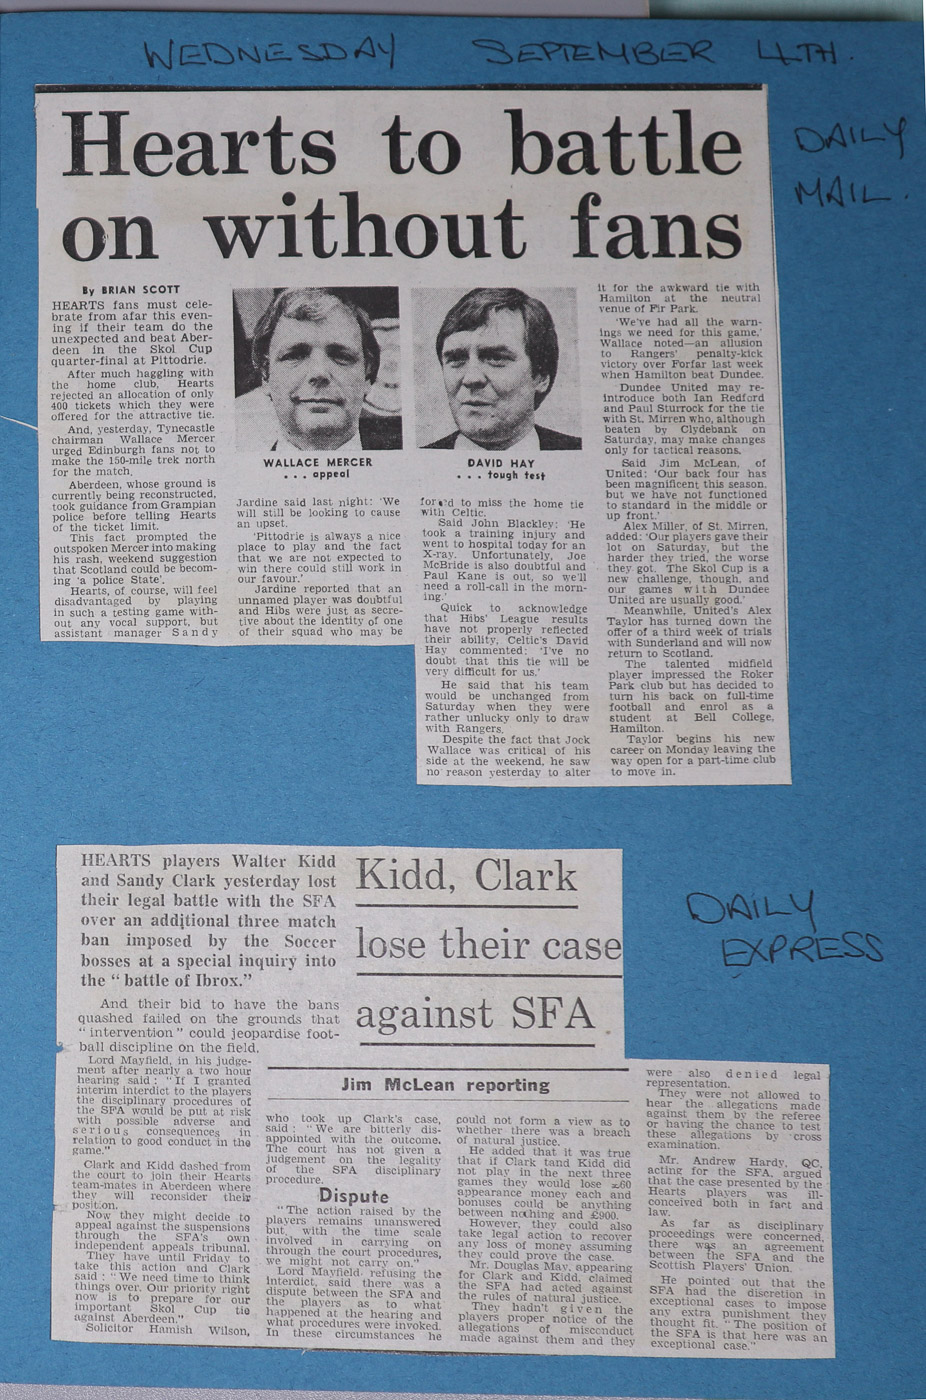 WEDNESDAY SEPTEMBER 4TH.
DAILY
MAIL.
Hearts to battle
on without fans
By BRIAN SCOTT
HEARTS fans must cele-
brate from afar this even-
ing if their team do the
unexpected and beat Aber-
deen in the Skol Cup
quarter-final at Pittodrie.
After much haggling with
the home club, Hearts
rejected an allocation of only
400 tickets which they were
offered for the attractive tie.
And, yesterday, Tynecastle
chairman Wallace Mercer
urged Edinburgh fans not to
make the 150-mile trek north
for the match.
Aberdeen, whose ground is
currently being reconstructed,
took guidance from Grampian
police before telling Hearts
of the ticket limit.
This fact prompted the
outspoken Mercer into making
his rash, weekend suggestion
that Scotland could be becom-
ing 'a police State'.
Hearts, of course, will feel
disadvantaged by playing
in such a testing game with-
out any vocal support, but
assistant manager Sandy
WALLACE MERCER
. . . appeal
Jardine said last night: 'We
will still be looking to cause
an upset.
'Pittodrie is always a nice
place to play and the fact
that we are not expected to
win there could still work in
our favour.'
Jardine reported that an
unnamed player was doubtful
and Hibs were just as secre-
tive about the identity of one
of their squad who may be
DAVID HAY
. . . tough test
forced to miss the home tie
with Celtic.
Said John Blackley: 'He
took a training injury and
went to hospital today for an
X-ray. Unfortunately, Joe
McBride is also doubtful and
Paul Kane is out, so we'll
need a roll-call in the morn-
ing.'
Quick to acknowledge
that Hibs' League results
have not properly reflected
their ability, Celtic's David
Hay commented: 'I've no
doubt that this tie will be
very difficult for us.'
He said that his team
would be unchanged from
Saturday when they were
rather unlucky only to draw
with Rangers.
Despite the fact that Jock
Wallace was critical of his
side at the weekend, he saw
no reason yesterday to alter
it for the awkward tie with
Hamilton at the neutral
venue of Fir Park.
'We've had all the warn-
ings we need for this game.'
Wallace noted—an allusion
to Rangers' penalty-kick
victory over Forfar last week
when Hamilton beat Dundee.
Dundee United may re-
introduce both Ian Redford
and Paul Sturrock for the tie
with St. Mirren who, although
beaten by Clydebank on
Saturday, may make changes
only for tactical reasons.
Said Jim McLean, of
United: 'Our back four has
been magnificent this season,
but we have not functioned
to standard in the middle or
up front.'
Alex Miller, of St. Mirren,
added: 'Our players gave their
lot on Saturday, but the
harder they tried, the worse
they got. The Skol Cup is a
new challenge, though, and
our games with Dundee
United are usually good.'
Meanwhile, United's Alex
Taylor has turned down the
offer of a third week of trials
with Sunderland and will now
return to Scotland.
The talented midfield
player impressed the Roker
Park club but has decided to
turn his back on full-time
football and enrol as a
student at Bell College,
Hamilton.
Taylor begins his new
career on Monday leaving the
way open for a part-time club
to move in.
DAILY
EXPRESS
Kidd, Clark
lose their case
against SFA
Jim McLean reporting
HEARTS players Walter Kidd
and Sandy Clark yesterday lost
their legal battle with the SFA
over an additional three match
ban imposed by the Soccer
bosses at a special inquiry into
the "battle of Ibrox."
And their bid to have the bans
quashed failed on the grounds that
"intervention" could jeopardise foot-
ball discipline on the field.
Lord Mayfield, in his judge-
ment after nearly a two hour
hearing said: "If I granted
interim interdict to the players
the disciplinary procedures of
the SFA would be put at risk
with possible adverse and
serious consequences in
relation to good conduct in the
game."
Clark and Kidd dashed from
the court to join their Hearts
team-mates in Aberdeen where
they will reconsider their
position.
Now they might decide to
appeal against the suspensions
through the SFA's own
independent appeals tribunal.
They have until Friday to
take this action and Clark
said: "We need time to think
things over. Our priority right
now is to prepare for our
important Skol Cup tie
against Aberdeen."
Solicitor Hamish Wilson,
who took up Clark's case,
said: "We are bitterly dis-
appointed with the outcome.
The court has not given a
judgement on the legality
of the SFA disciplinary
procedure.
Dispute
"The action raised by the
players remains unanswered
but, with the time scale
involved in carrying on
through the court procedures,
we might not carry on."
Lord Mayfield, refusing the
interdict, said there was a
dispute between the SFA and
the players as to what
happened at the hearing and
what procedures were invoked.
In these circumstances he
could not form a view as to
whether there was a breach
of natural justice.
He added that it was true
that if Clark tand Kidd did
not play in the next three
games they would lose £60
appearance money each and
bonuses could be anything
between nothing and £900.
However, they could also
take legal action to recover
any loss of money assuming
they could prove the case.
Mr. Douglas May, appearing
for Clark and Kidd, claimed
the SFA had acted against
the rules of natural justice.
They hadn't given the
players proper notice of the
allegations of misconduct
made against them and they
were also denied legal
representation.
They were not allowed to
hear the allegations made
against them by the referee
or having the chance to test
these allegations by cross
examination.
Mr. Andrew Hardy, QC,
acting for the SFA, argued
that the case presented by the
Hearts players was ill-
conceived both in fact and
law.
As far as disciplinary
proceedings were concerned,
there was an agreement
between the SFA and the
Scottish Players' Union.
He pointed out that the
SFA had the discretion in
exceptional cases to impose
any extra punishment they
thought fit. "The position of
the SFA is that here was an
exceptional case."